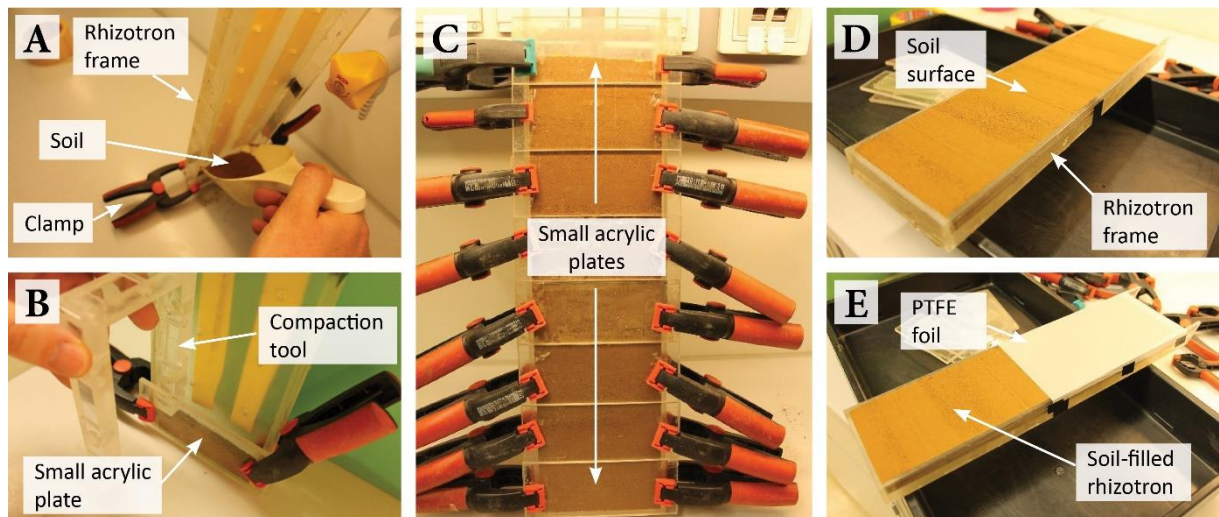 A
Rhizotron
frame
Soil
Clamp
B
Compaction
tool
Small acrylic
plate
C
Small acrylic
plates
D
Soil
surface
Rhizotron
frame
E
PTFE
foil
Soil-filled
rhizotron